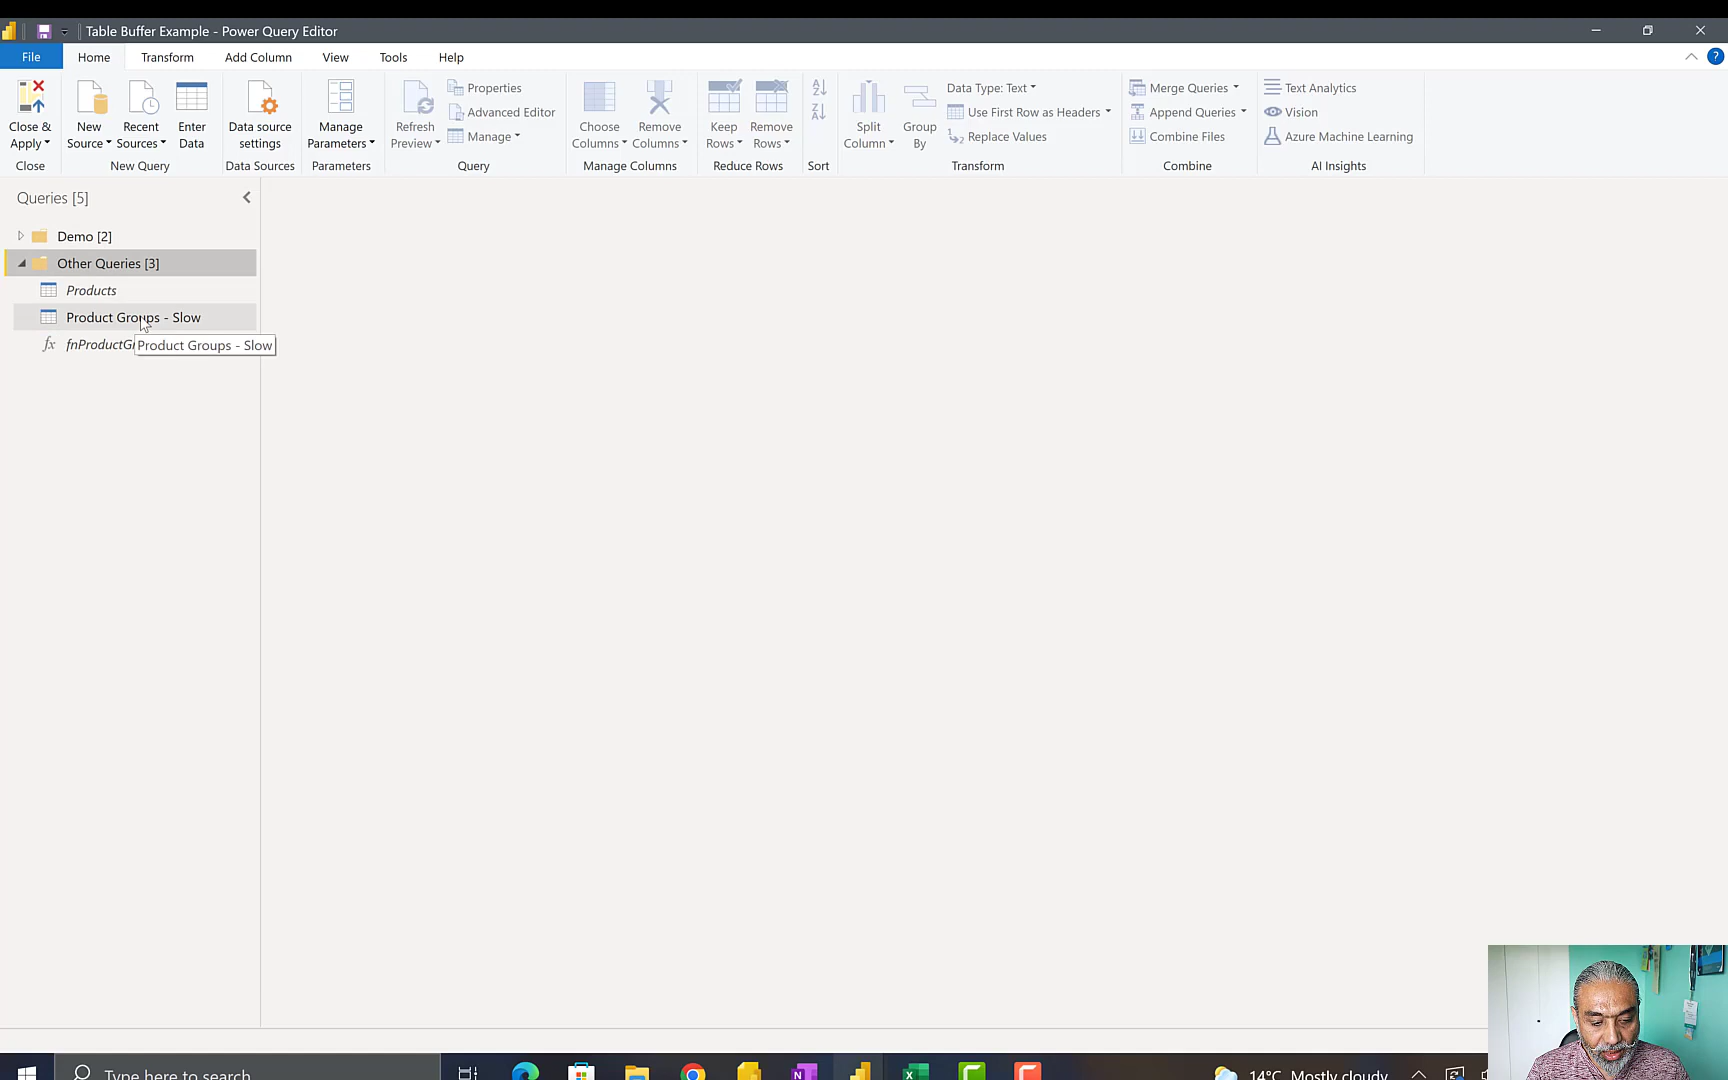 Table Buffer Example - Power Query Editor
File Home Transform Add Column View Tools Help
Close & Apply
New Source
Recent Sources
Enter Data
Data source settings
Manage Parameters
Refresh Preview
Properties
Advanced Editor
Manage
Choose Columns
Remove Columns
Keep Rows
Remove Rows
Split Column
Group By
Data Type: Text
Use First Row as Headers
Replace Values
Merge Queries
Append Queries
Combine Files
Text Analytics
Vision
Azure Machine Learning
Close New Query Data Sources Parameters Query Manage Columns Reduce Rows Sort Transform Combine AI Insights
Queries [5]
Demo [2]
Other Queries [3]
Products
Product Groups - Slow
fnProductGr
Product Groups - Slow
Type here to search
14°C Mostly cloudy